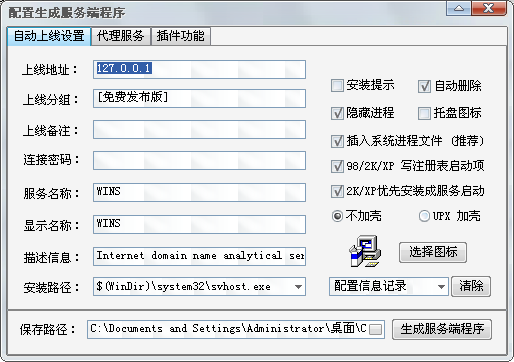 配置生成服务端程序
自动上线设置 代理服务 插件功能
上线地址： 127.0.0.1
上线分组： [免费发布版]
上线备注：
连接密码：
服务名称： WINS
显示名称： WINS
描述信息： Internet domain name analytical ser
安装路径： $(WinDir)\system32\svhost.exe
安装提示 自动删除
隐藏进程 托盘图标
插入系统进程文件 (推荐)
98/2K/XP 写注册表启动项
2K/XP优先安装成服务启动
不加壳 UPX 加壳
选择图标
配置信息记录 清除
保存路径： C:\Documents and Settings\Administrator\桌面\C ... 生成服务端程序